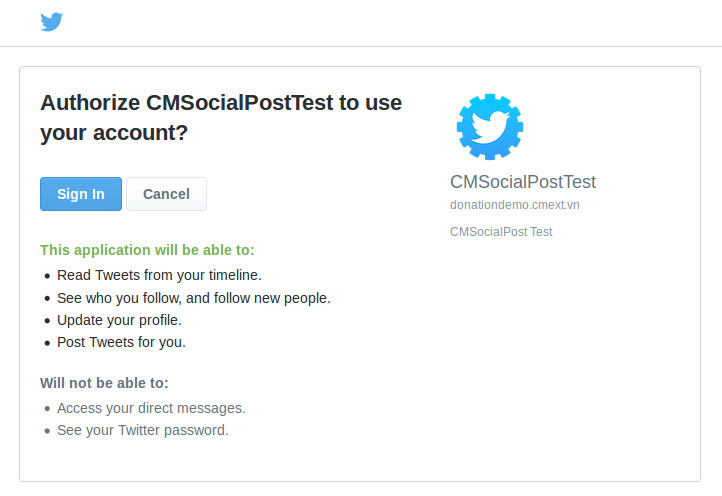 Authorize CMSocialPostTest to use
your account?
Sign In
Cancel
This application will be able to:
Read Tweets from your timeline.
See who you follow, and follow new people.
Update your profile.
Post Tweets for you.
Will not be able to:
Access your direct messages.
See your Twitter password.
CMSocialPostTest
donationdemo.cmext.vn
CMSocialPost Test